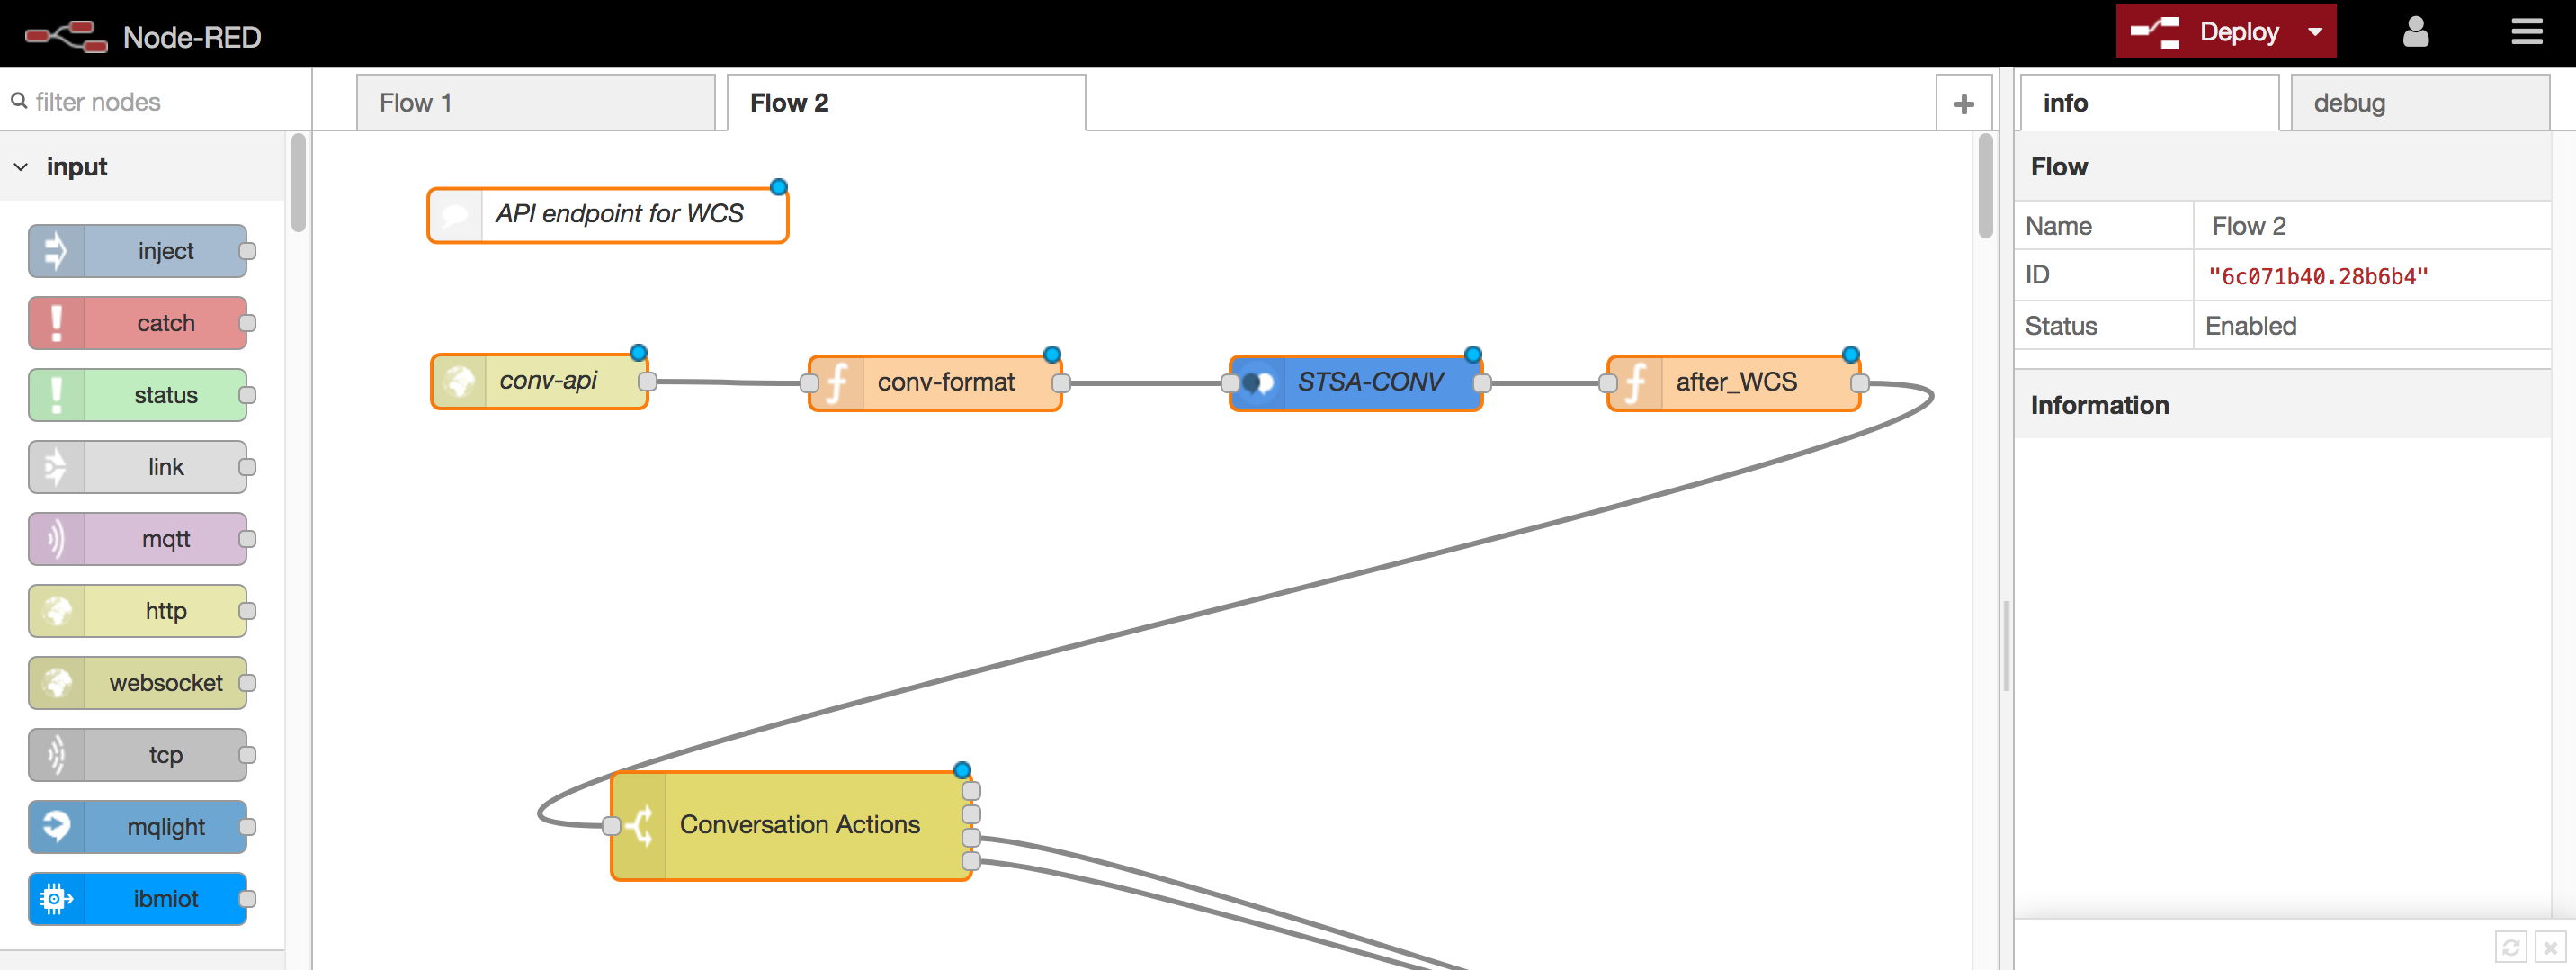 Node-RED
Deploy
filter nodes
Flow 1
Flow 2
info
debug
input
inject
catch
status
link
mqtt
http
websocket
tcp
mqlight
ibmiot
API endpoint for WCS
conv-api
conv-format
STSA-CONV
after_WCS
Conversation Actions
Flow
Name
Flow 2
ID
"6c071b40.28b6b4"
Status
Enabled
Information